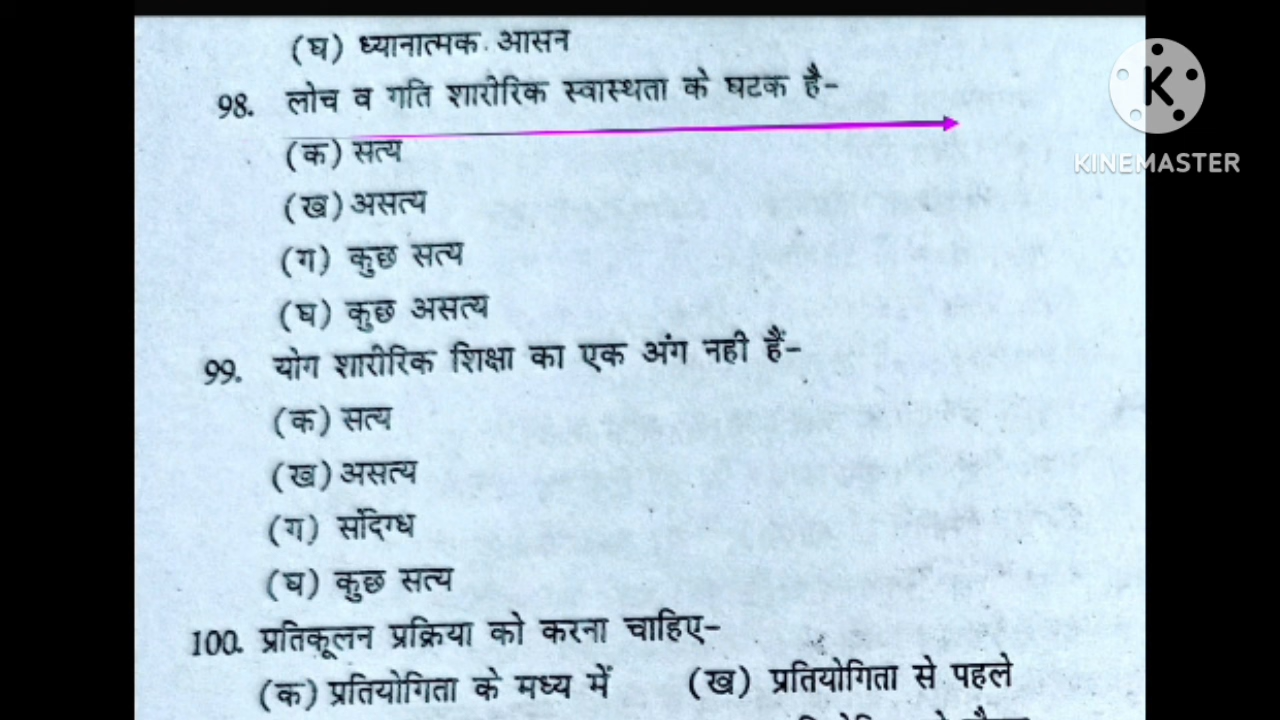 (घ) ध्यानात्मक आसन
98. लोच व गति शारीरिक स्वास्थता के घटक है-
(क) सत्य
(ख) असत्य
(ग) कुछ सत्य
(घ) कुछ असत्य
99. योग शारीरिक शिक्षा का एक अंग नही हैं-
(क) सत्य
(ख) असत्य
(ग) संदिग्ध
(घ) कुछ सत्य
100. प्रतिकूलन प्रक्रिया को करना चाहिए-
(क) प्रतियोगिता के मध्य में (ख) प्रतियोगिता से पहले
K
KINEMASTER